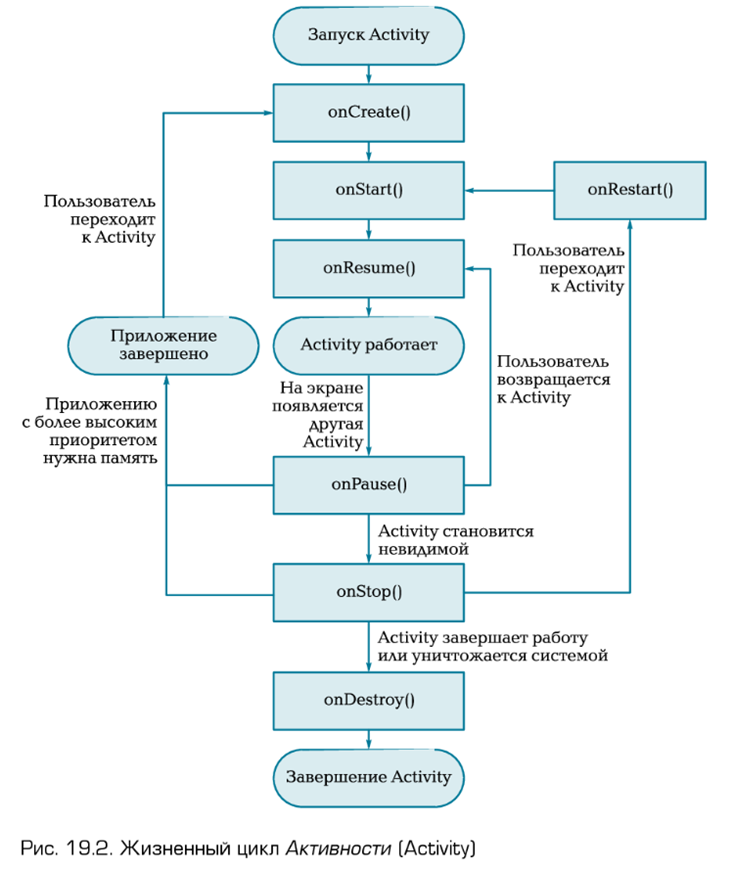 Запуск Activity
onCreate()
onStart()
onRestart()
Пользователь
переходит
к Activity
Пользователь
переходит
к Activity
onResume()
Приложение
завершено
Activity работает
Пользователь
возвращается
к Activity
На экране
появляется
другая
Activity
Приложению
с более высоким
приоритетом
нужна память
onPause()
Activity становится
невидимой
onStop()
Activity завершает работу
или уничтожается системой
onDestroy()
Завершение Activity
Рис. 19.2. Жизненный цикл Активности (Activity)